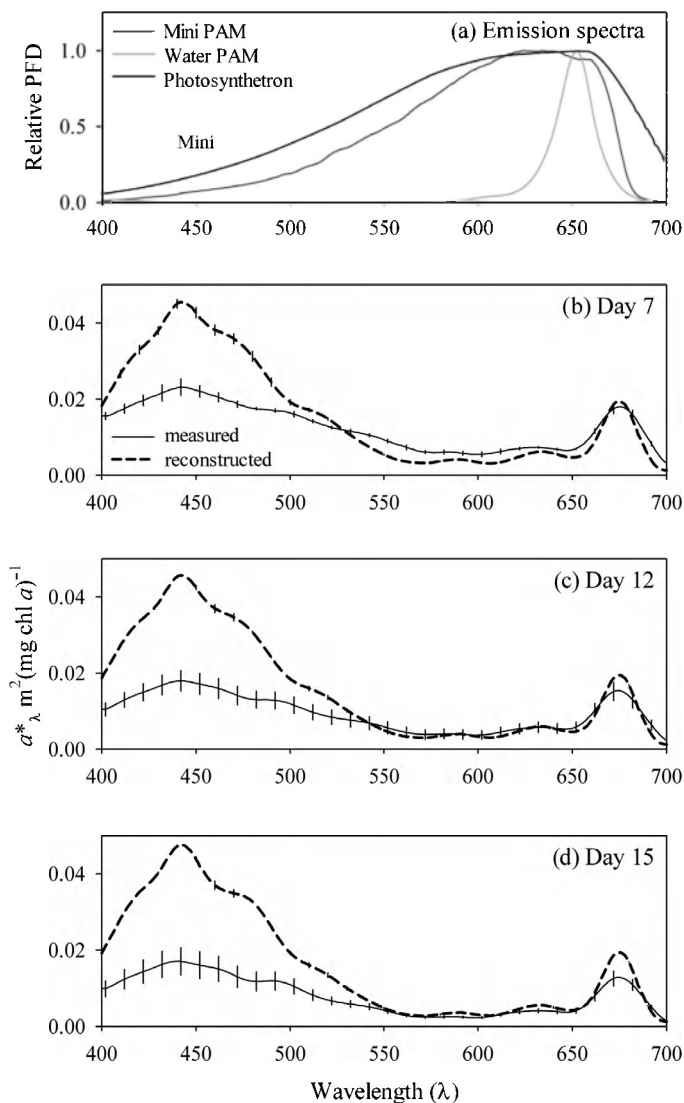 Mini PAM
Water PAM
Photosynthetron
(a) Emission spectra
Relative PFD
1.0
0.5
0.0
Mini
400 450 500 550 600 650 700
(b) Day 7
0.04
0.02
0.00
measured
reconstructed
400 450 500 550 600 650 700
(c) Day 12
a*λ m²(mg chl a)⁻¹
0.04
0.02
0.00
400 450 500 550 600 650 700
(d) Day 15
0.04
0.02
0.00
400 450 500 550 600 650 700
Wavelength (λ)